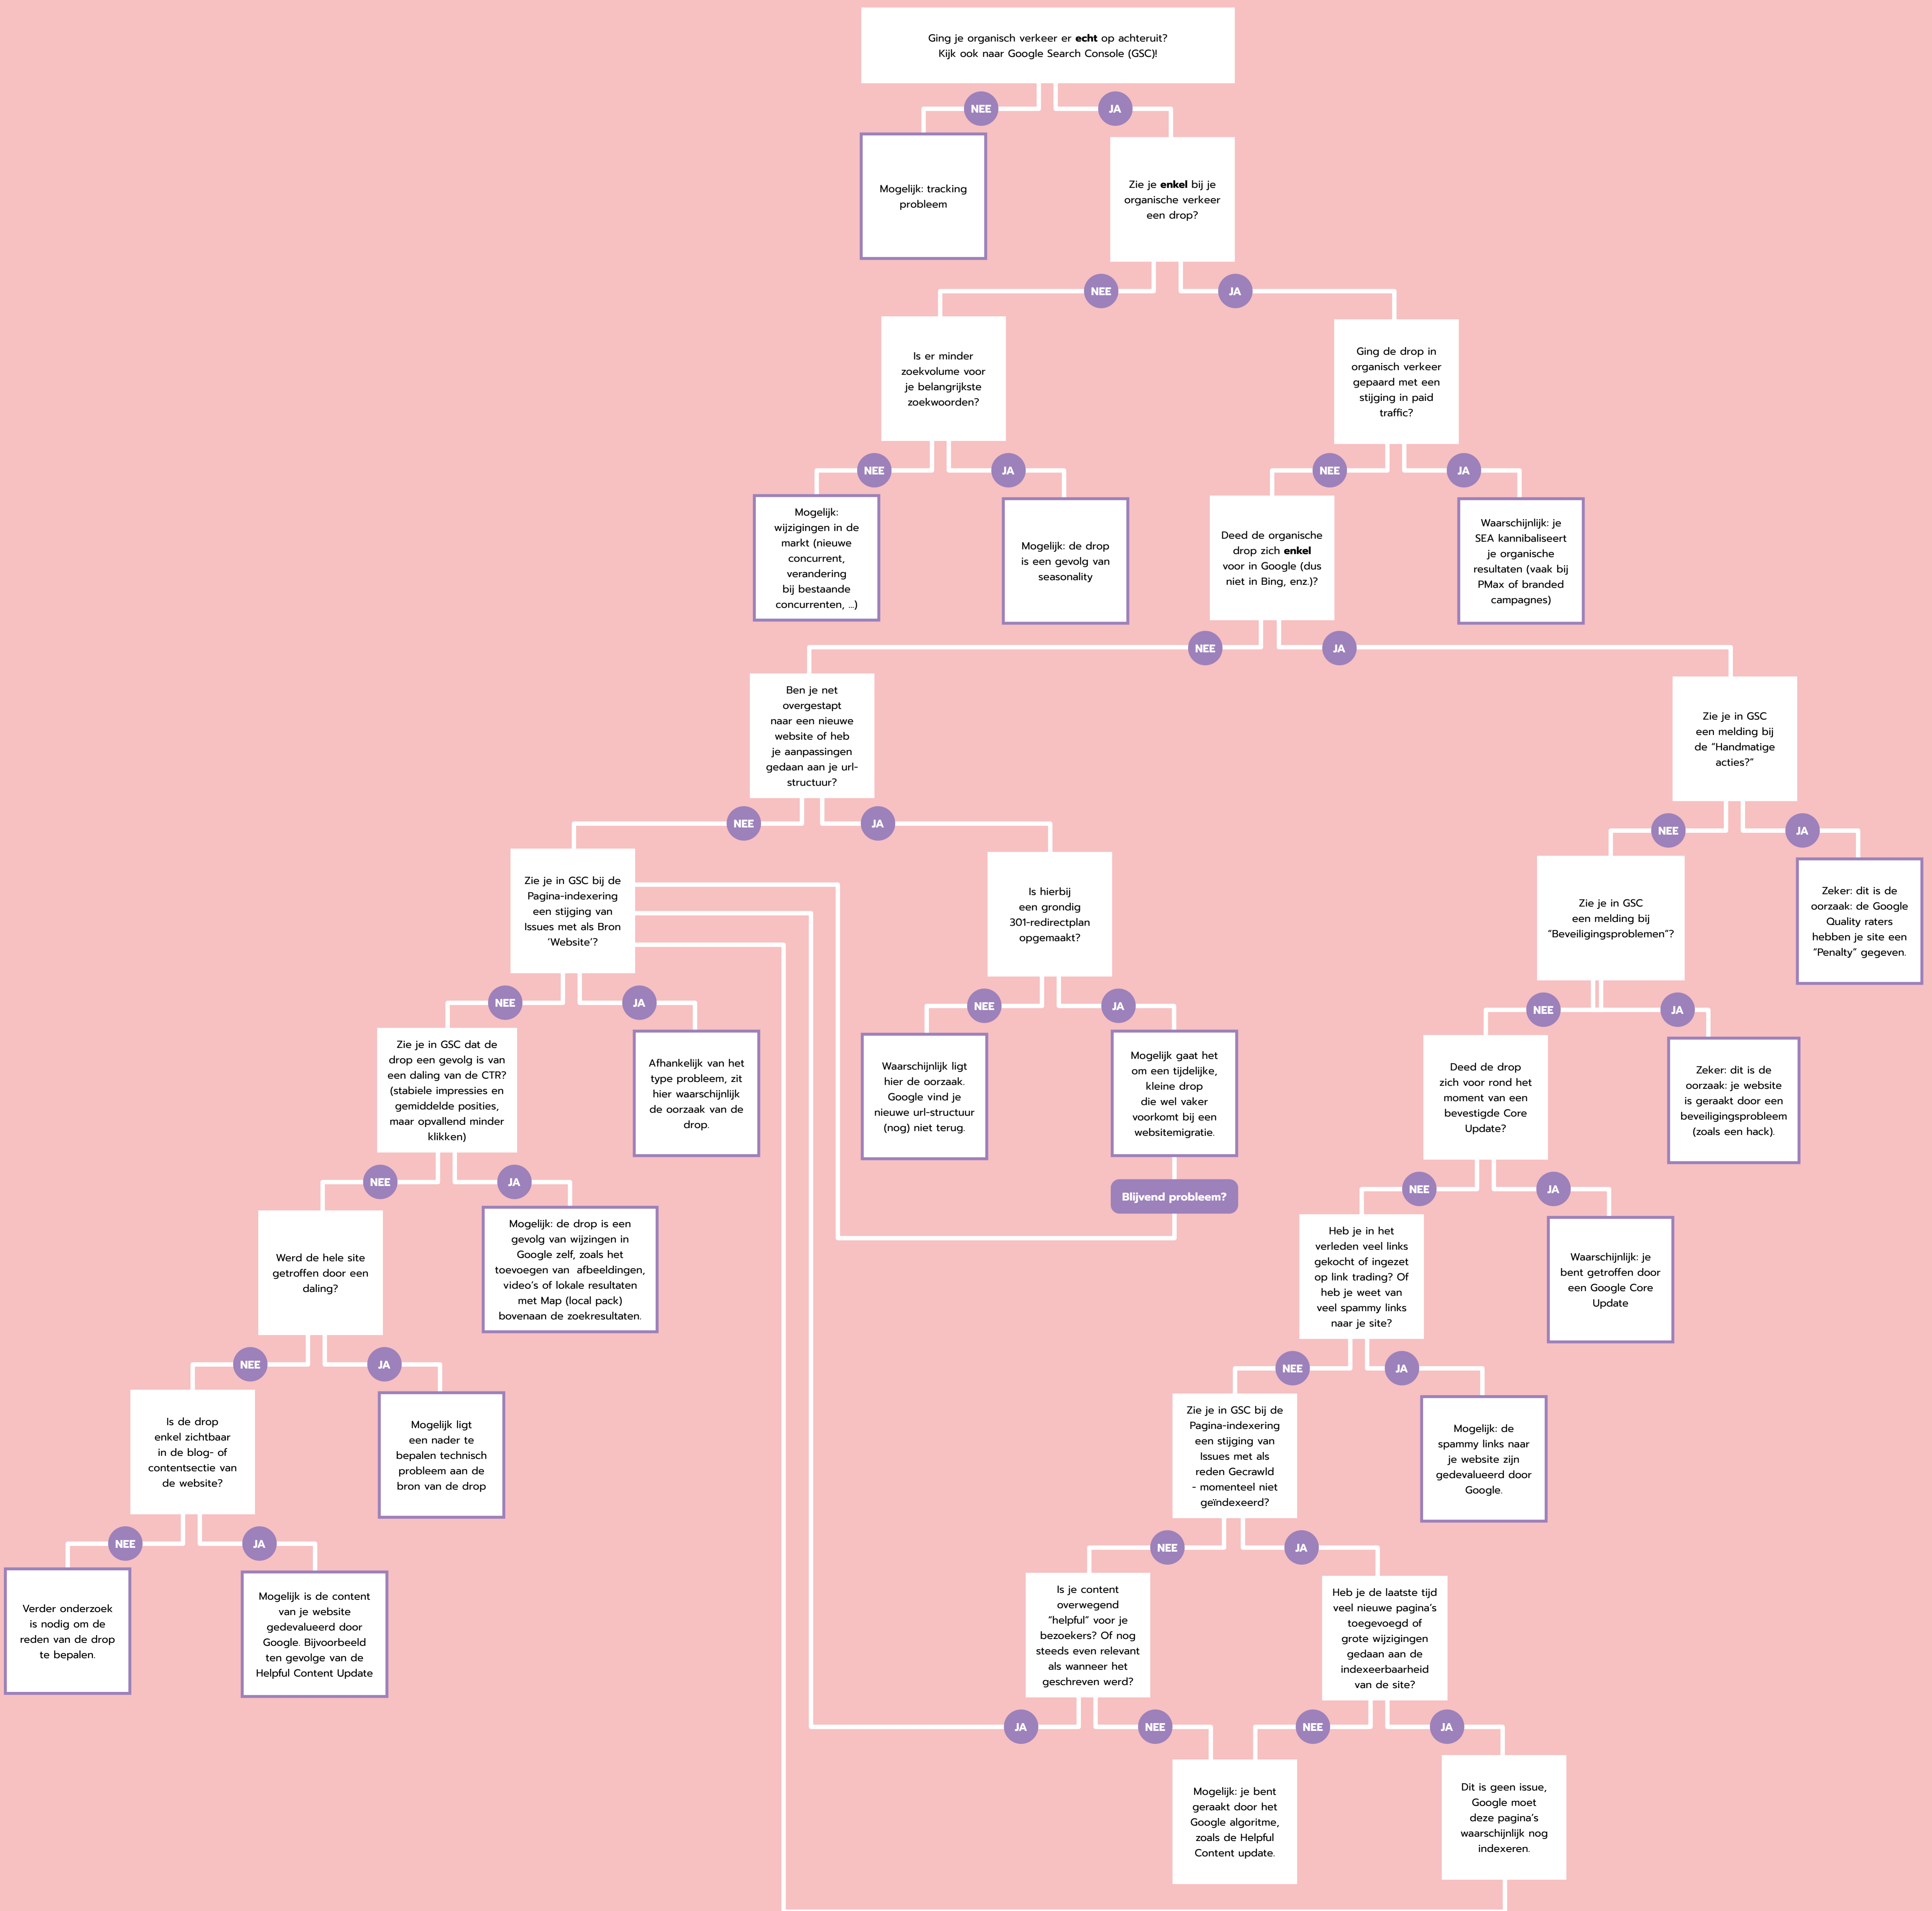 Ging je organisch verkeer er echt op achteruit?
Kijk ook naar Google Search Console (GSC)!
NEE
JA
Mogelijk: tracking
probleem
Zie je enkel bij je
organische verkeer
een drop?
NEE
JA
Is er minder
zoekvolume voor
je belangrijkste
zoekwoorden?
Ging de drop in
organisch verkeer
gepaard met een
stijging in paid
traffic?
NEE
JA
NEE
JA
Mogelijk:
wijzigingen in de
markt (nieuwe
concurrent,
verandering
bij bestaande
concurrenten, ...)
Mogelijk: de drop
is een gevolg van
seasonality
Deed de organische
drop zich enkel
voor in Google (dus
niet in Bing, enz.)?
Waarschijnlijk: je
SEA kannibaliseert
je organische
resultaten (vaak bij
PMax of branded
campagnes)
NEE
JA
Ben je net
overgestapt
naar een nieuwe
website of heb
je aanpassingen
gedaan aan je url-
structuur?
Zie je in GSC
een melding bij
de “Handmatige
acties?”
NEE
JA
NEE
JA
Zie je in GSC bij de
Pagina-indexering
een stijging van
Issues met als Bron
‘Website’?
Is hierbij
een grondig
301-redirectplan
opgemaakt?
Zie je in GSC
een melding bij
“Beveiligingsproblemen”?
Zeker: dit is de
oorzaak: de Google
Quality raters
hebben je site een
“Penalty” gegeven.
NEE
JA
NEE
JA
NEE
JA
Zie je in GSC dat de
drop een gevolg is van
een daling van de CTR?
(stabiele impressies en
gemiddelde posities,
maar opvallend minder
klikken)
Afhankelijk van het
type probleem, zit
hier waarschijnlijk
de oorzaak van de
drop.
Waarschijnlijk ligt
hier de oorzaak.
Google vind je
nieuwe url-structuur
(nog) niet terug.
Mogelijk gaat het
om een tijdelijke,
kleine drop
die wel vaker
voorkomt bij een
websitemigratie.
Deed de drop
zich voor rond het
moment van een
bevestigde Core
Update?
Zeker: dit is de
oorzaak: je website
is geraakt door een
beveiligingsprobleem
(zoals een hack).
NEE
JA
Blijvend probleem?
NEE
JA
Werd de hele site
getroffen door een
daling?
Mogelijk: de drop is een
gevolg van wijzingen in
Google zelf, zoals het
toevoegen van afbeeldingen,
video’s of lokale resultaten
met Map (local pack)
bovenaan de zoekresultaten.
Heb je in het
verleden veel links
gekocht of ingezet
op link trading? Of
heb je weet van
veel spammy links
naar je site?
Waarschijnlijk: je
bent getroffen door
een Google Core
Update
NEE
JA
NEE
JA
Is de drop
enkel zichtbaar
in de blog- of
contentsectie van
de website?
Mogelijk ligt
een nader te
bepalen technisch
probleem aan de
bron van de drop
Zie je in GSC bij de
Pagina-indexering
een stijging van
Issues met als
reden Gecrawld
- momenteel niet
geïndexeerd?
Mogelijk: de
spammy links naar
je website zijn
gedevalueerd door
Google.
NEE
JA
NEE
JA
Verder onderzoek
is nodig om de
reden van de drop
te bepalen.
Mogelijk is de content
van je website
gedevalueerd door
Google. Bijvoorbeeld
ten gevolge van de
Helpful Content Update
Is je content
overwegend
“helpful” voor je
bezoekers? Of nog
steeds even relevant
als wanneer het
geschreven werd?
Heb je de laatste tijd
veel nieuwe pagina’s
toegevoegd of
grote wijzigingen
gedaan aan de
indexeerbaarheid
van de site?
JA
NEE
NEE
JA
Mogelijk: je bent
geraakt door het
Google algoritme,
zoals de Helpful
Content update.
Dit is geen issue,
Google moet
deze pagina’s
waarschijnlijk nog
indexeren.